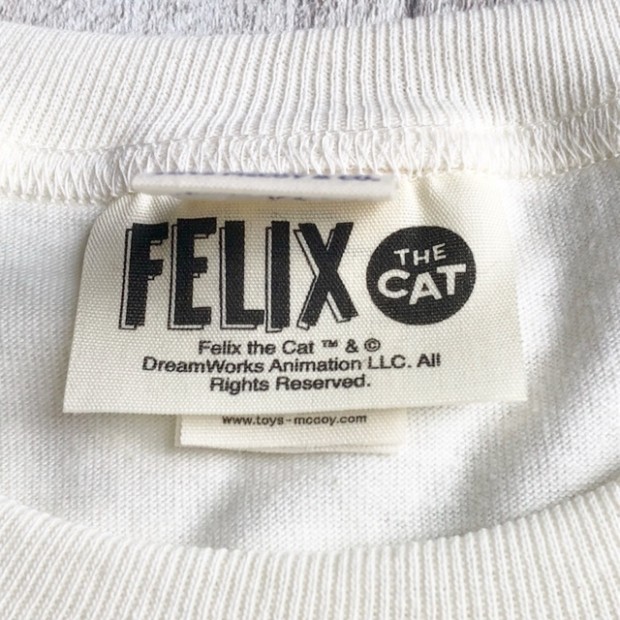 FELIX THE CAT
Felix the Cat ™ & ©
DreamWorks Animation LLC. All
Rights Reserved.
www.toys-mccoy.com